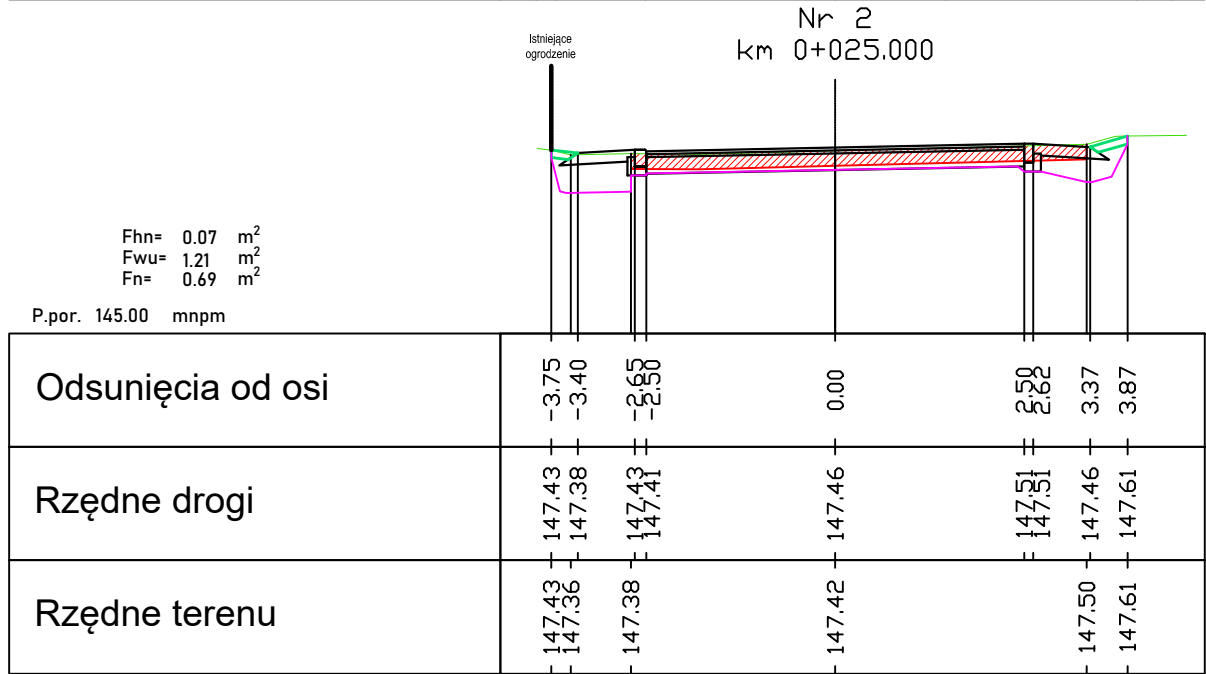 Nr 2
km 0+025.000
Istniejące
ogrodzenie
Fhn= 0.07 m²
Fwu= 1.21 m²
Fn= 0.69 m²
P.por. 145.00 mnpm
Odsunięcia od osi -3.75 -3.40 -2.65 -2.50 0.00 2.50 2.62 3.37 3.87
Rzędne drogi 147.43 147.38 147.43 147.41 147.46 147.51 147.51 147.46 147.61
Rzędne terenu 147.43 147.36 147.38 147.42 147.50 147.61